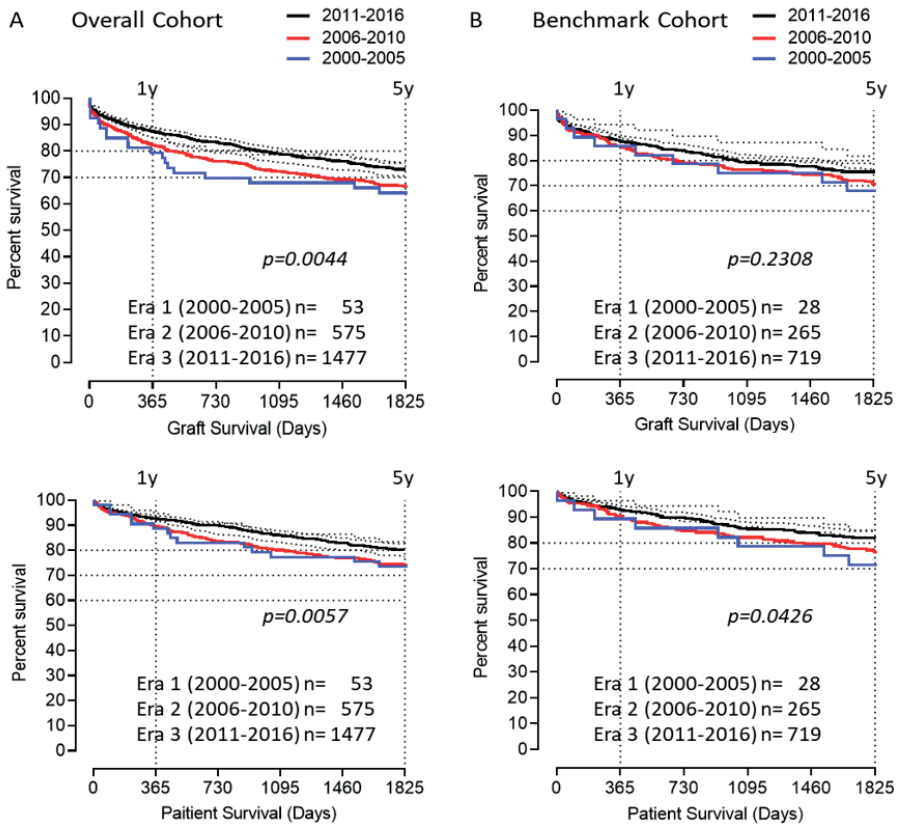 A Overall Cohort
2011-2016
2006-2010
2000-2005
1y 5y
100
90
80
70
60
50
40
30
20
10
0
Percent survival
p=0.0044
Era 1 (2000-2005) n= 53
Era 2 (2006-2010) n= 575
Era 3 (2011-2016) n= 1477
0 365 730 1095 1460 1825
Graft Survival (Days)
B Benchmark Cohort
2011-2016
2006-2010
2000-2005
1y 5y
100
90
80
70
60
50
40
30
20
10
0
Percent survival
p=0.2308
Era 1 (2000-2005) n= 28
Era 2 (2006-2010) n= 265
Era 3 (2011-2016) n= 719
0 365 730 1095 1460 1825
Graft Survival (Days)
1y 5y
100
90
80
70
60
50
40
30
20
10
0
Percent survival
p=0.0057
Era 1 (2000-2005) n= 53
Era 2 (2006-2010) n= 575
Era 3 (2011-2016) n= 1477
0 365 730 1095 1460 1825
Paitient Survival (Days)
1y 5y
100
90
80
70
60
50
40
30
20
10
0
Percent survival
p=0.0426
Era 1 (2000-2005) n= 28
Era 2 (2006-2010) n= 265
Era 3 (2011-2016) n= 719
0 365 730 1095 1460 1825
Patient Survival (Days)